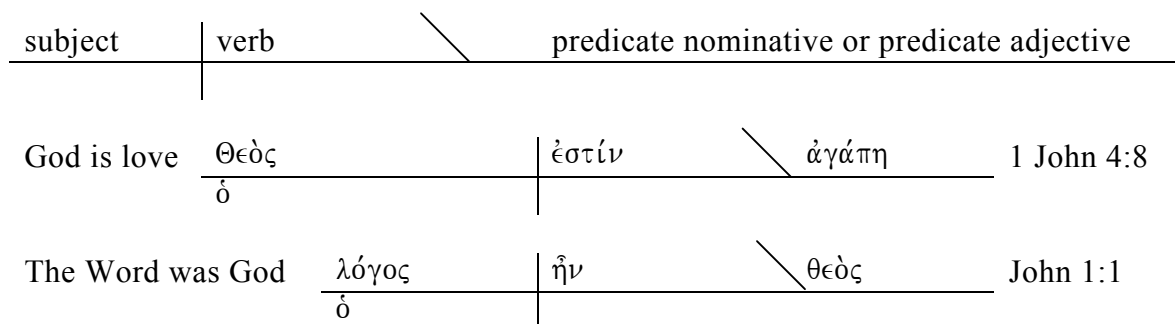 subject verb predicate nominative or predicate adjective
God is love Θεὸς ἐστίν ἀγάπη 1 John 4:8
ὁ
The Word was God λόγος ἦν θεὸς John 1:1
ὁ